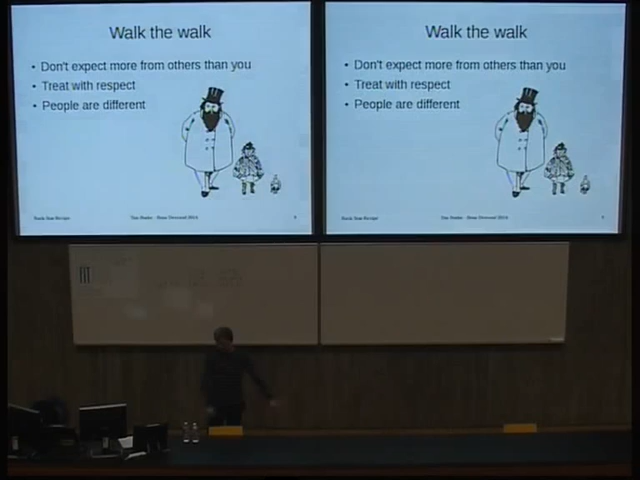 Walk the walk
• Don't expect more from others than you
• Treat with respect
• People are different
Walk the walk
• Don't expect more from others than you
• Treat with respect
• People are different